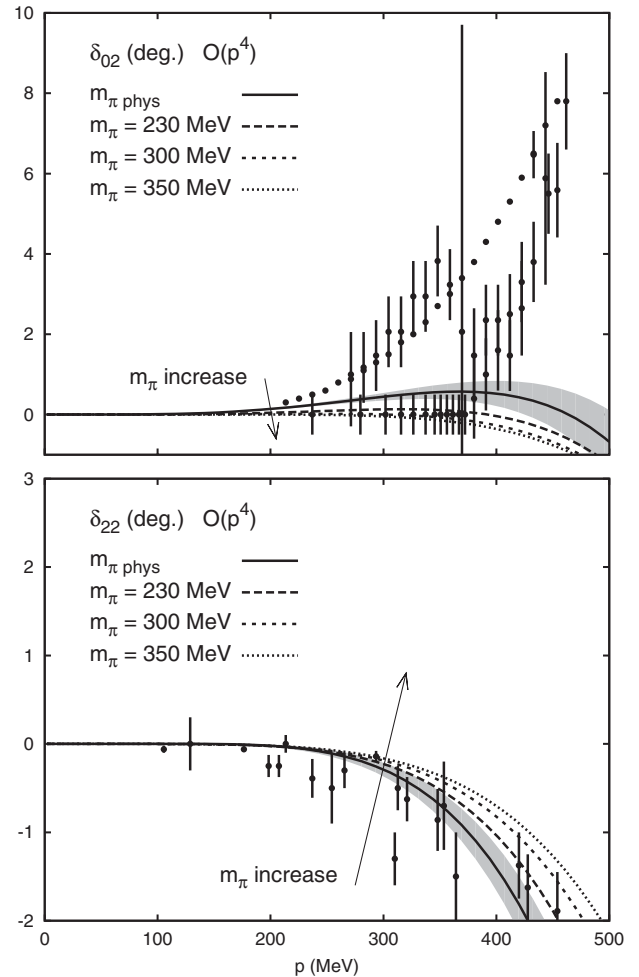 10
δ02 (deg.) O(p4)
mπ phys
8
mπ = 230 MeV
mπ = 300 MeV
6
mπ = 350 MeV
4
2
mπ increase
0
3
δ22 (deg.) O(p4)
2
mπ phys
mπ = 230 MeV
mπ = 300 MeV
1
mπ = 350 MeV
0
-1
mπ increase
-2
0 100 200 300 400 500
p (MeV)